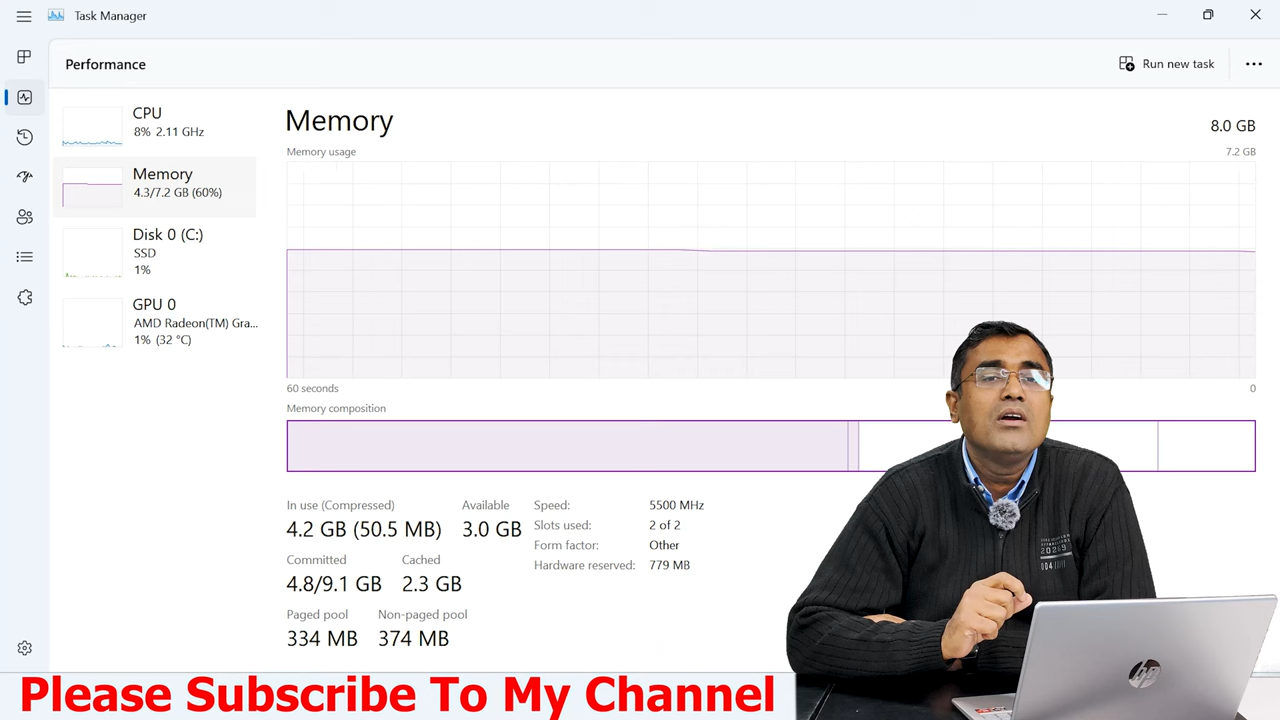 Task Manager
Performance
Run new task
CPU
8% 2.11 GHz
Memory
4.3/7.2 GB (60%)
Disk 0 (C:)
SSD
1%
GPU 0
AMD Radeon(TM) Gra...
1% (32 °C)
Memory
8.0 GB
Memory usage
7.2 GB
60 seconds
0
Memory composition
In use (Compressed)
4.2 GB (50.5 MB)
Available
3.0 GB
Committed
4.8/9.1 GB
Cached
2.3 GB
Paged pool
334 MB
Non-paged pool
374 MB
Speed: 5500 MHz
Slots used: 2 of 2
Form factor: Other
Hardware reserved: 779 MB
hp
Please Subscribe To My Channel